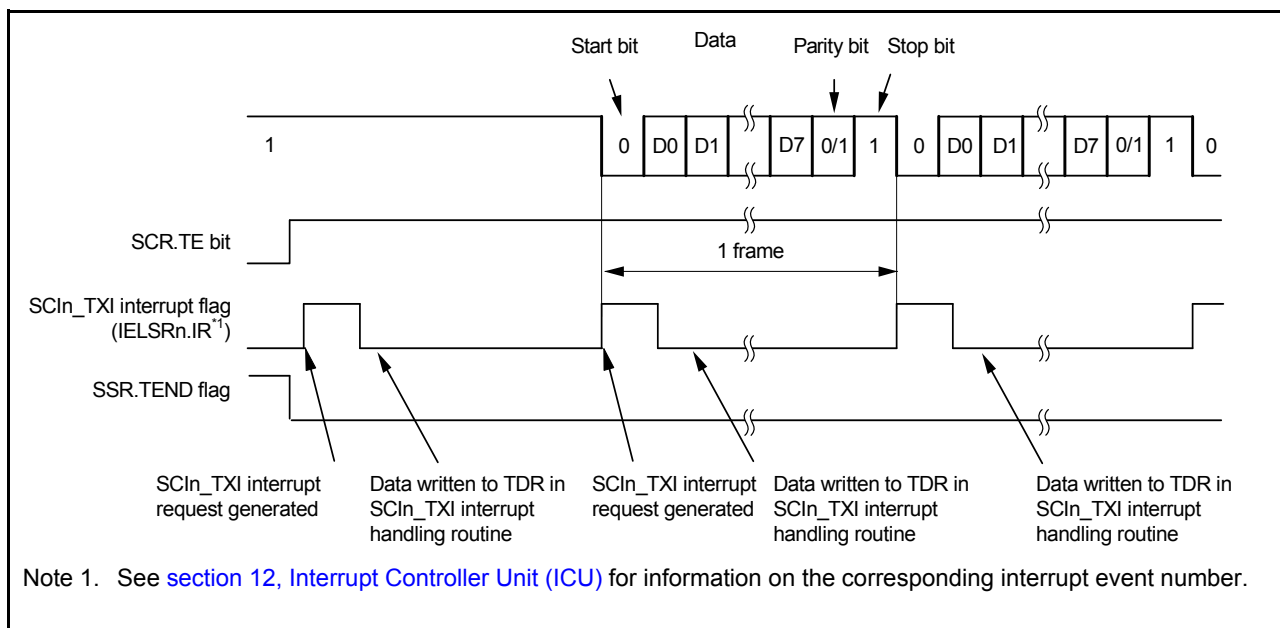 Start bit
Data
Parity bit
Stop bit
1
0
D0
D1
D7
0/1
1
0
D0
D1
D7
0/1
1
0
SCR.TE bit
1 frame
SCIn_TXI interrupt flag
(IELSRn.IR*1)
SSR.TEND flag
SCIn_TXI interrupt
request generated
Data written to TDR in
SCIn_TXI interrupt
handling routine
SCIn_TXI interrupt
request generated
Data written to TDR in
SCIn_TXI interrupt
handling routine
Data written to TDR in
SCIn_TXI interrupt
handling routine
Note 1. See section 12, Interrupt Controller Unit (ICU) for information on the corresponding interrupt event number.